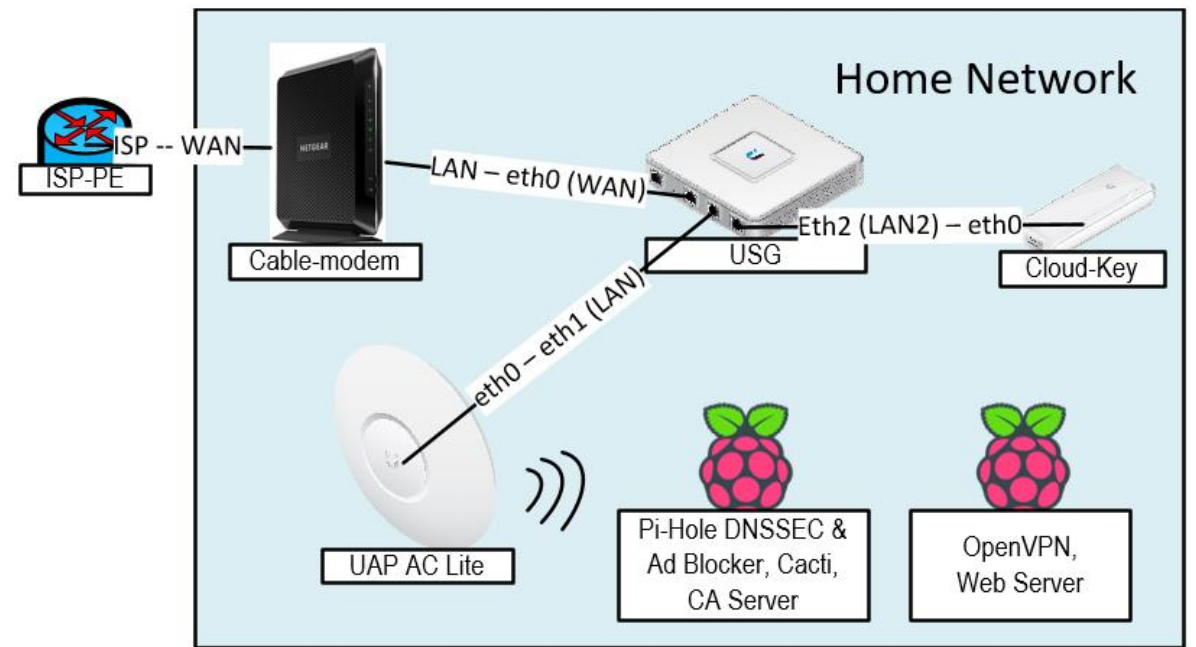 Home Network
ISP -- WAN
ISP-PE
NETGEAR
Cable-modem
LAN – eth0 (WAN)
USG
Eth2 (LAN2) – eth0
Cloud-Key
eth0 – eth1 (LAN)
UAP AC Lite
Pi-Hole DNSSEC &
Ad Blocker, Cacti,
CA Server
OpenVPN,
Web Server